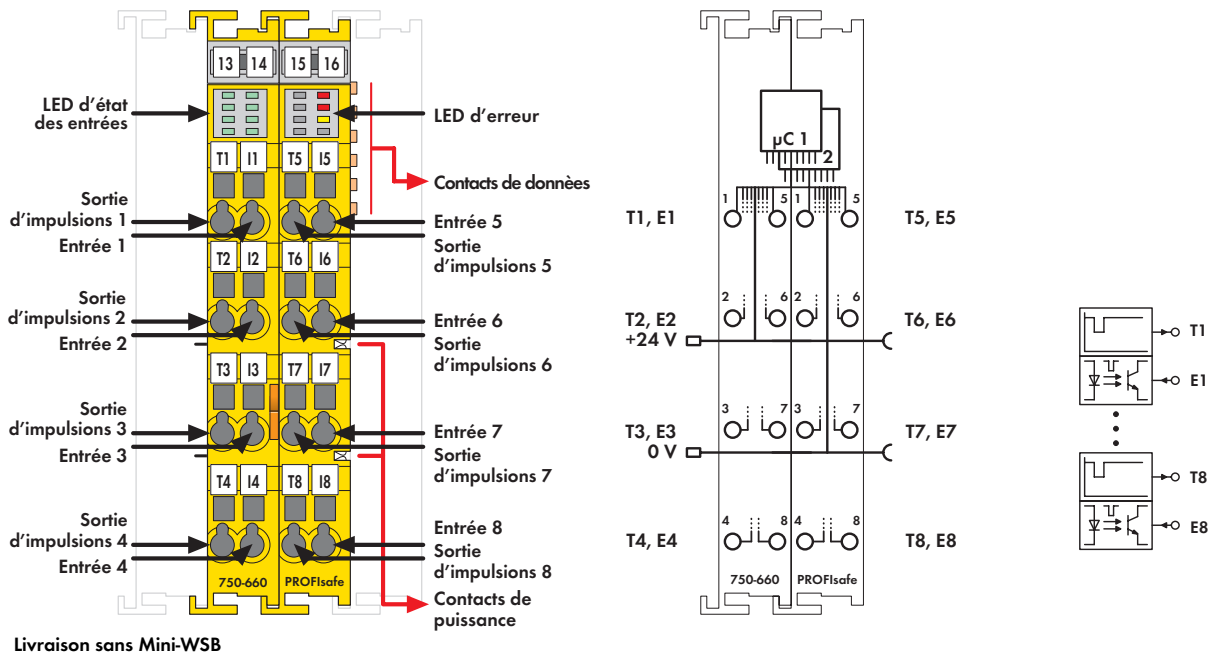 13 14 15 16
LED d'état
des entrées
LED d'erreur
T1 I1 T5 I5
Contacts de donnèes
Sortie
d'impulsions 1
Entrée 1
Entrée 5
Sortie
d'impulsions 5
T2 I2 T6 I6
Sortie
d'impulsions 2
Entrée 2
Entrée 6
Sortie
d'impulsions 6
T3 I3 T7 I7
Sortie
d'impulsions 3
Entrée 3
Entrée 7
Sortie
d'impulsions 7
T4 I4 T8 I8
Sortie
d'impulsions 4
Entrée 4
Entrée 8
Sortie
d'impulsions 8
750-660 PROFIsafe
Contacts de
puissance
Livraison sans Mini-WSB
µC 1
2
1 5 1 5
T1, E1
T5, E5
2 6 2 6
T2, E2
+24 V
T6, E6
3 7 3 7
T3, E3
0 V
T7, E7
4 8 4 8
T4, E4
T8, E8
750-660 PROFIsafe
T1
E1
T8
E8